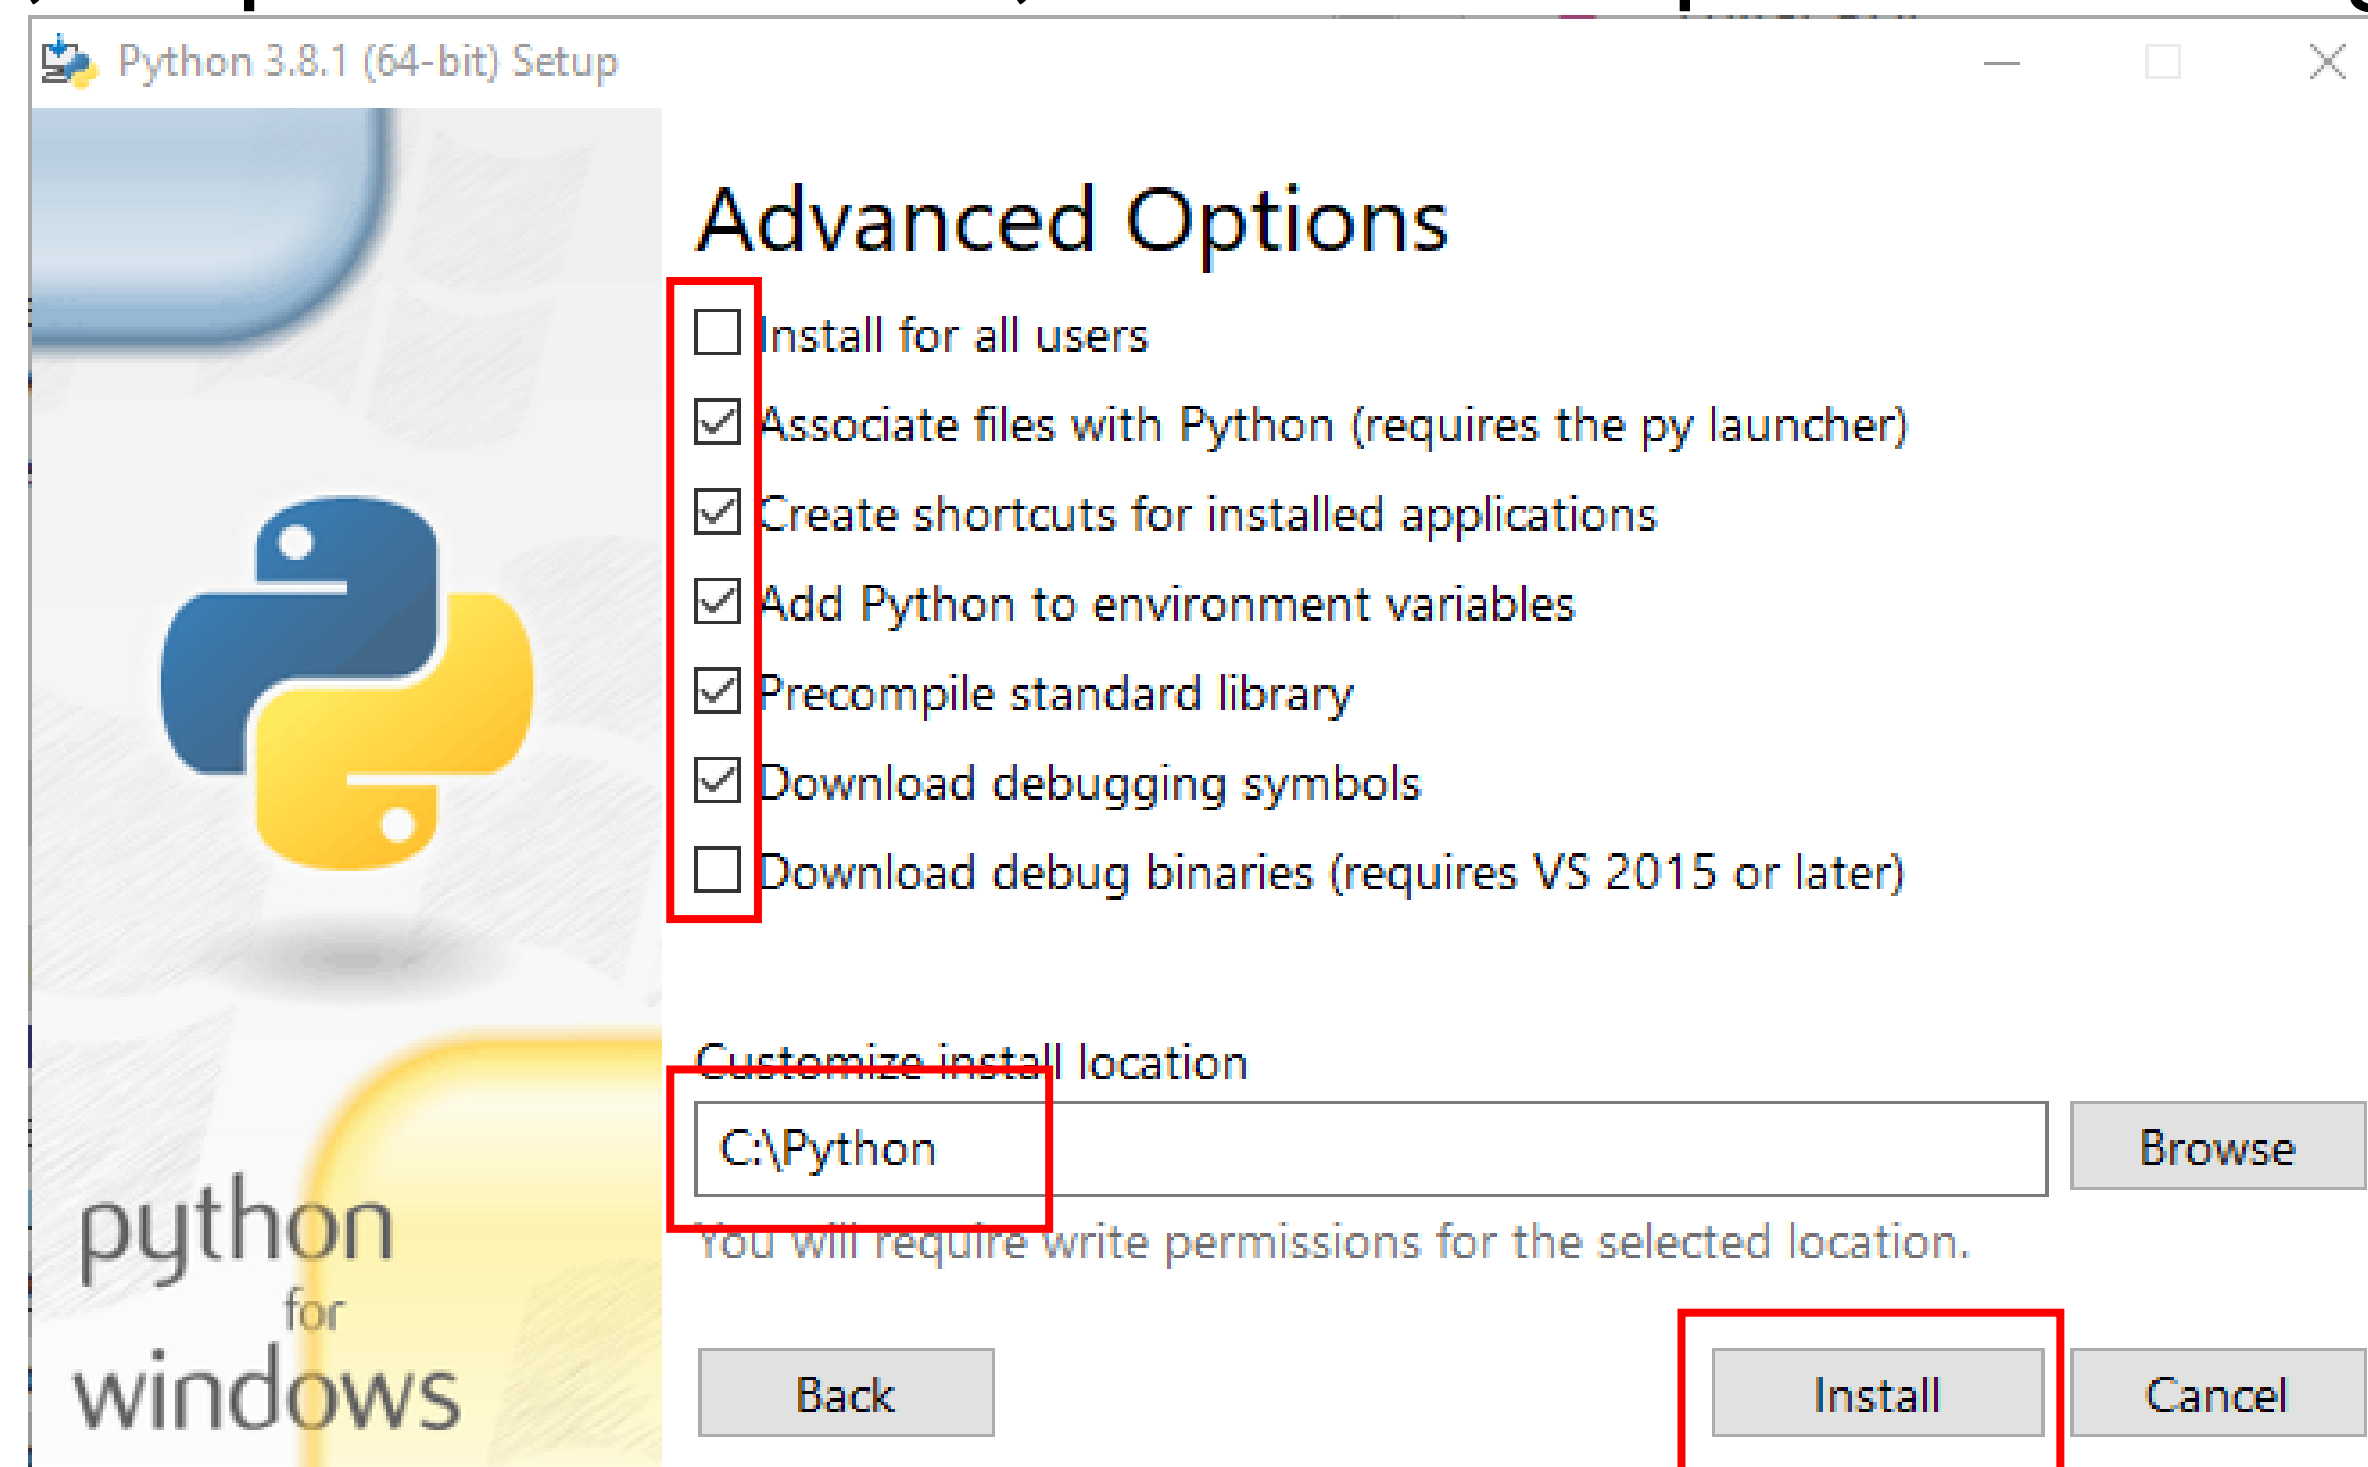 Python 3.8.1 (64-bit) Setup
Advanced Options
Install for all users
Associate files with Python (requires the py launcher)
Create shortcuts for installed applications
Add Python to environment variables
Precompile standard library
Download debugging symbols
Download debug binaries (requires VS 2015 or later)
Customize install location
C:\Python
Browse
You will require write permissions for the selected location.
python
for
windows
Back
Install
Cancel